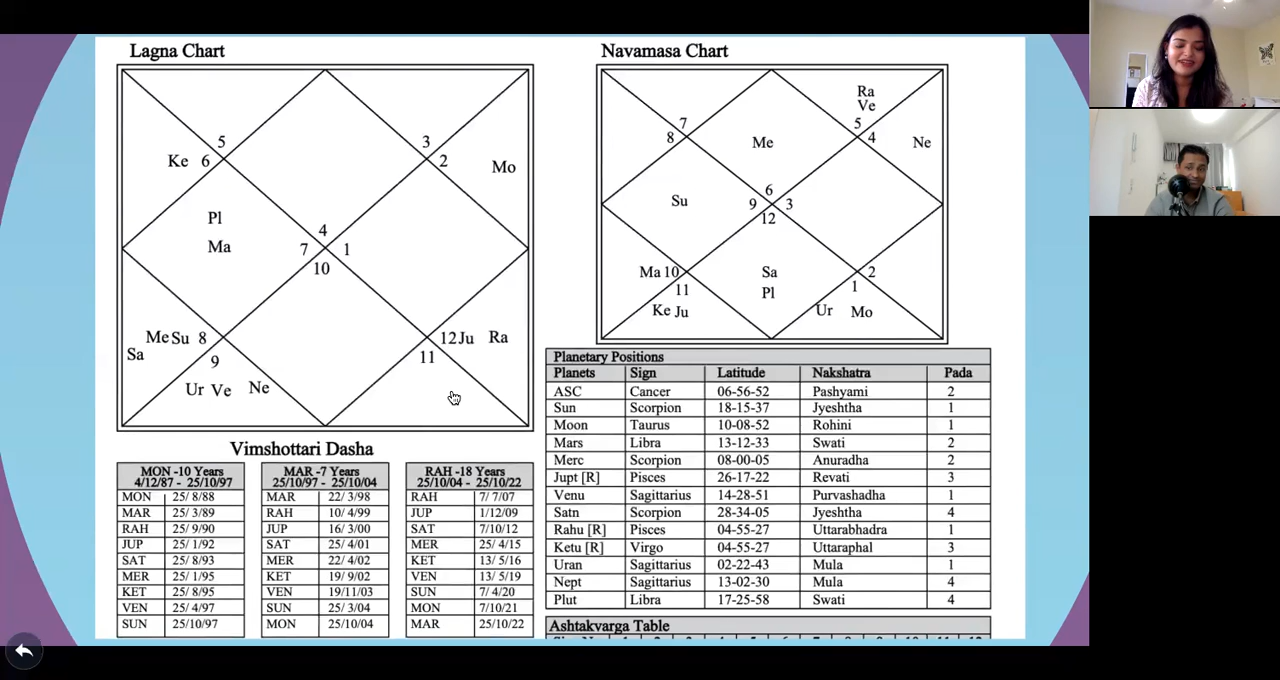 Lagna Chart
5
Ke 6
3
2
Mo
Pl
Ma
4
7 1
10
Me Su 8
Sa
9
Ur Ve Ne
12 Ju Ra
11
Navamasa Chart
Ra
Ve
7
8
Me
5
4
Ne
Su
6
9 3
12
Ma 10
11
Ke Ju
Sa
Pl
2
1
Ur Mo
Vimshottari Dasha
MON -10 Years
4/12/87 - 25/10/97
MON 25/ 8/88
MAR 25/ 3/89
RAH 25/ 9/90
JUP 25/ 1/92
SAT 25/ 8/93
MER 25/ 1/95
KET 25/ 8/95
VEN 25/ 4/97
SUN 25/10/97
MAR -7 Years
25/10/97 - 25/10/04
MAR 22/ 3/98
RAH 10/ 4/99
JUP 16/ 3/00
SAT 25/ 4/01
MER 22/ 4/02
KET 19/ 9/02
VEN 19/11/03
SUN 25/ 3/04
MON 25/10/04
RAH -18 Years
25/10/04 - 25/10/22
RAH 7/ 7/07
JUP 1/12/09
SAT 7/10/12
MER 25/ 4/15
KET 13/ 5/16
VEN 13/ 5/19
SUN 7/ 4/20
MON 7/10/21
MAR 25/10/22
Planetary Positions
Planets Sign Latitude Nakshatra Pada
ASC Cancer 06-56-52 Pashyami 2
Sun Scorpion 18-15-37 Jyeshtha 1
Moon Taurus 10-08-52 Rohini 1
Mars Libra 13-12-33 Swati 2
Merc Scorpion 08-00-05 Anuradha 2
Jupt [R] Pisces 26-17-22 Revati 3
Venu Sagittarius 14-28-51 Purvashadha 1
Satn Scorpion 28-34-05 Jyeshtha 4
Rahu [R] Pisces 04-55-27 Uttarabhadra 1
Ketu [R] Virgo 04-55-27 Uttaraphal 3
Uran Sagittarius 02-22-43 Mula 1
Nept Sagittarius 13-02-30 Mula 4
Plut Libra 17-25-58 Swati 4
Ashtakvarga Table